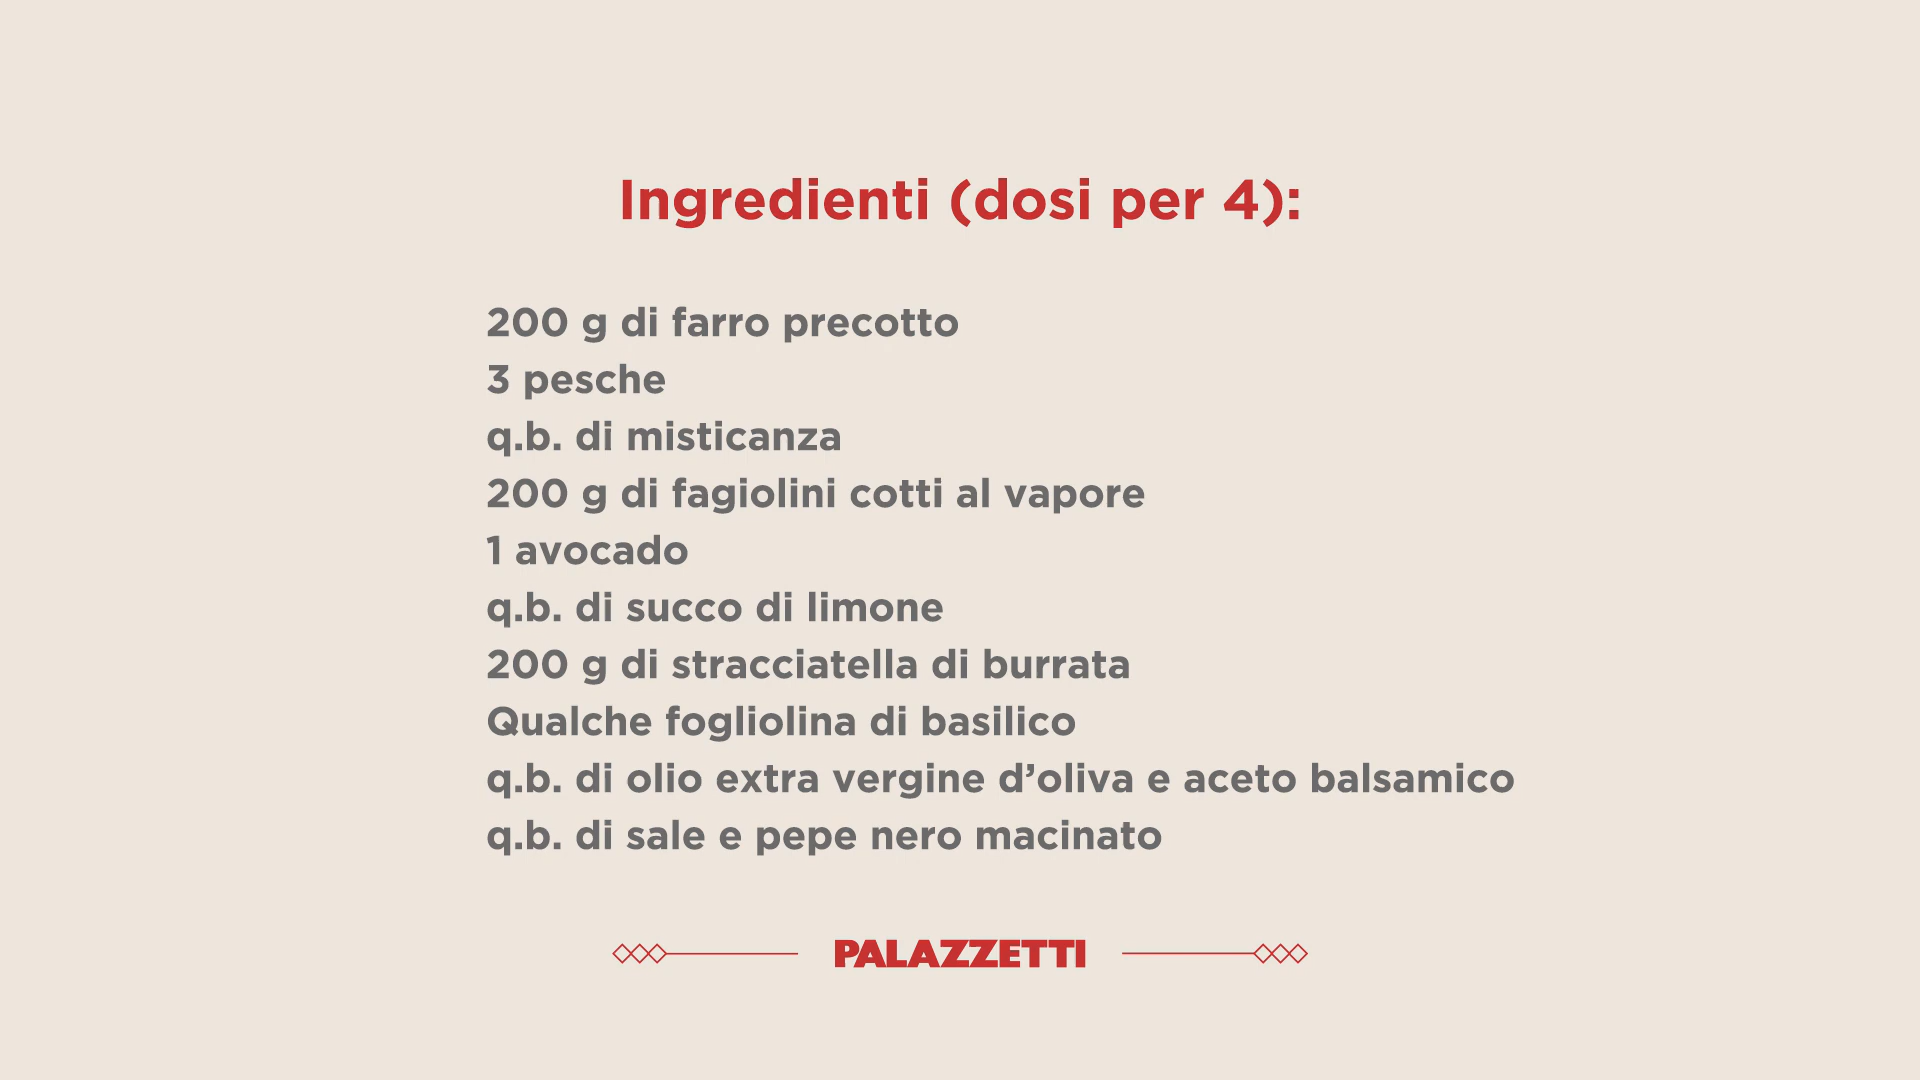 Ingredienti (dosi per 4):
200 g di farro precotto
3 pesche
q.b. di misticanza
200 g di fagiolini cotti al vapore
1 avocado
q.b. di succo di limone
200 g di stracciatella di burrata
Qualche fogliolina di basilico
q.b. di olio extra vergine d’oliva e aceto balsamico
q.b. di sale e pepe nero macinato
PALAZZETTI